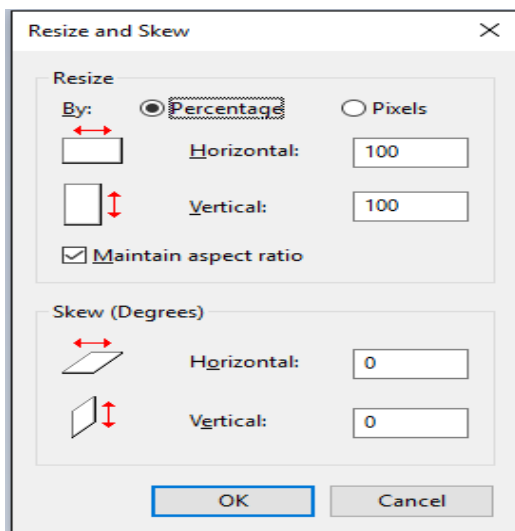 Resize and Skew
Resize
By: Percentage Pixels
Horizontal: 100
Vertical: 100
Maintain aspect ratio
Skew (Degrees)
Horizontal: 0
Vertical: 0
OK Cancel